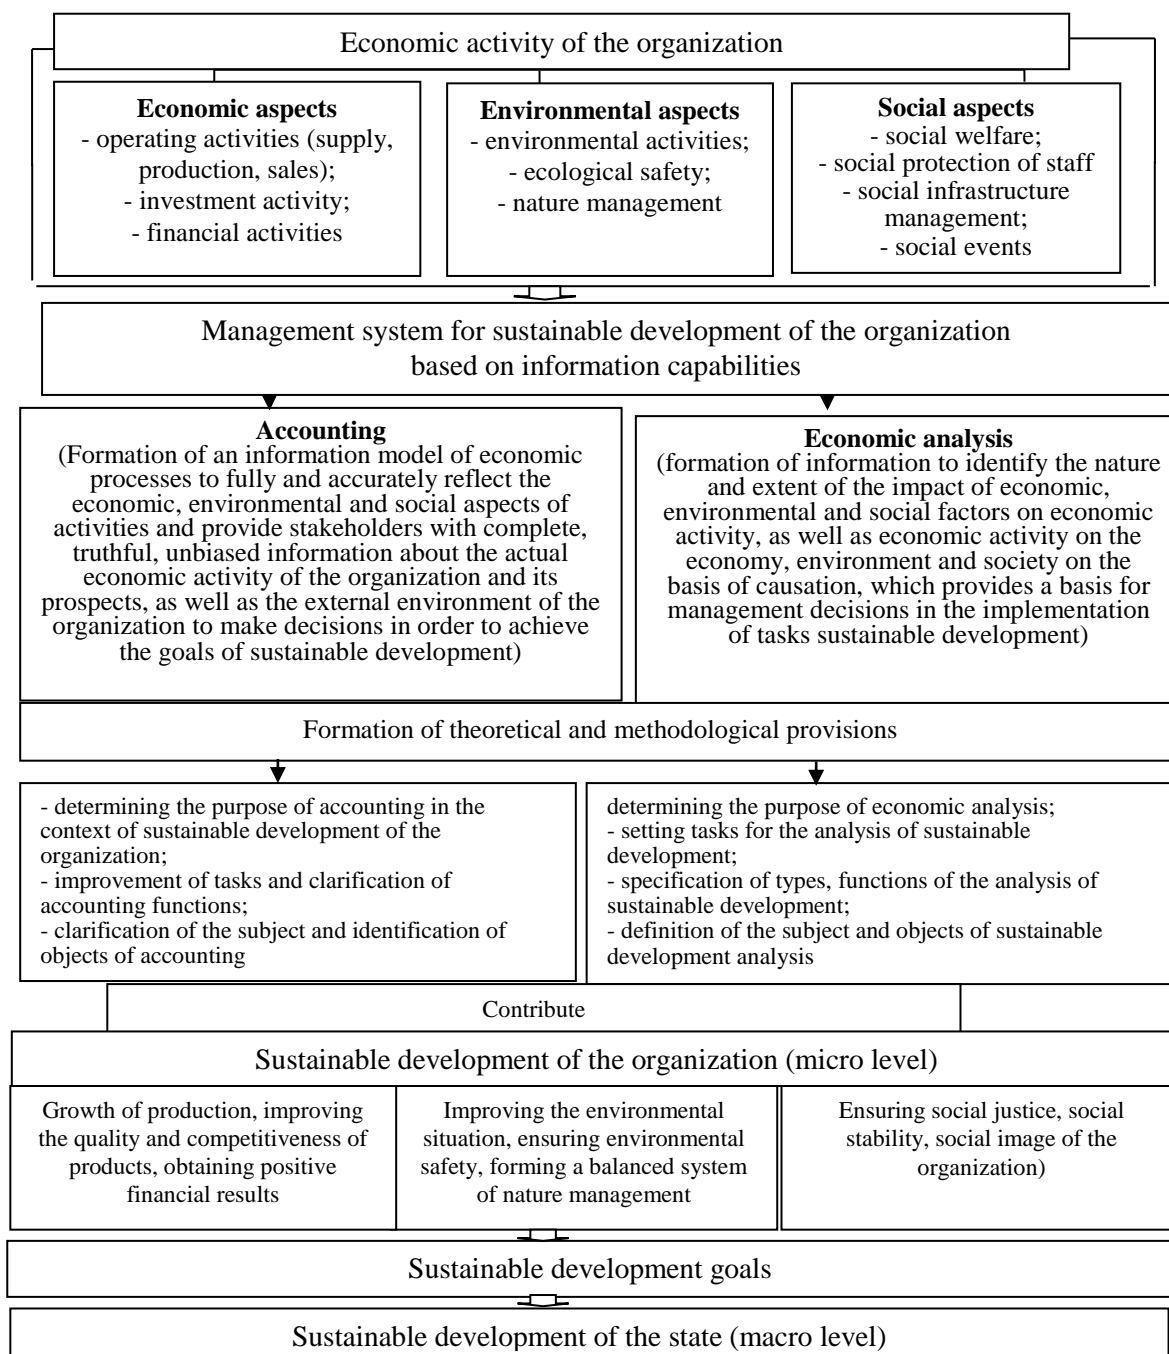 Economic activity of the organization
Economic aspects
- operating activities (supply,
production, sales);
- investment activity;
- financial activities
Environmental aspects
- environmental activities;
- ecological safety;
- nature management
Social aspects
- social welfare;
- social protection of staff
- social infrastructure
management;
- social events
Management system for sustainable development of the organization
based on information capabilities
Accounting
(Formation of an information model of economic
processes to fully and accurately reflect the
economic, environmental and social aspects of
activities and provide stakeholders with complete,
truthful, unbiased information about the actual
economic activity of the organization and its
prospects, as well as the external environment of the
organization to make decisions in order to achieve
the goals of sustainable development)
Economic analysis
(formation of information to identify the nature
and extent of the impact of economic,
environmental and social factors on economic
activity, as well as economic activity on the
economy, environment and society on the
basis of causation, which provides a basis for
management decisions in the implementation
of tasks sustainable development)
Formation of theoretical and methodological provisions
- determining the purpose of accounting in the
context of sustainable development of the
organization;
- improvement of tasks and clarification of
accounting functions;
- clarification of the subject and identification of
objects of accounting
determining the purpose of economic analysis;
- setting tasks for the analysis of sustainable
development;
- specification of types, functions of the analysis of
sustainable development;
- definition of the subject and objects of sustainable
development analysis
Contribute
Sustainable development of the organization (micro level)
Growth of production, improving
the quality and competitiveness of
products, obtaining positive
financial results
Improving the environmental
situation, ensuring environmental
safety, forming a balanced system
of nature management
Ensuring social justice, social
stability, social image of the
organization)
Sustainable development goals
Sustainable development of the state (macro level)